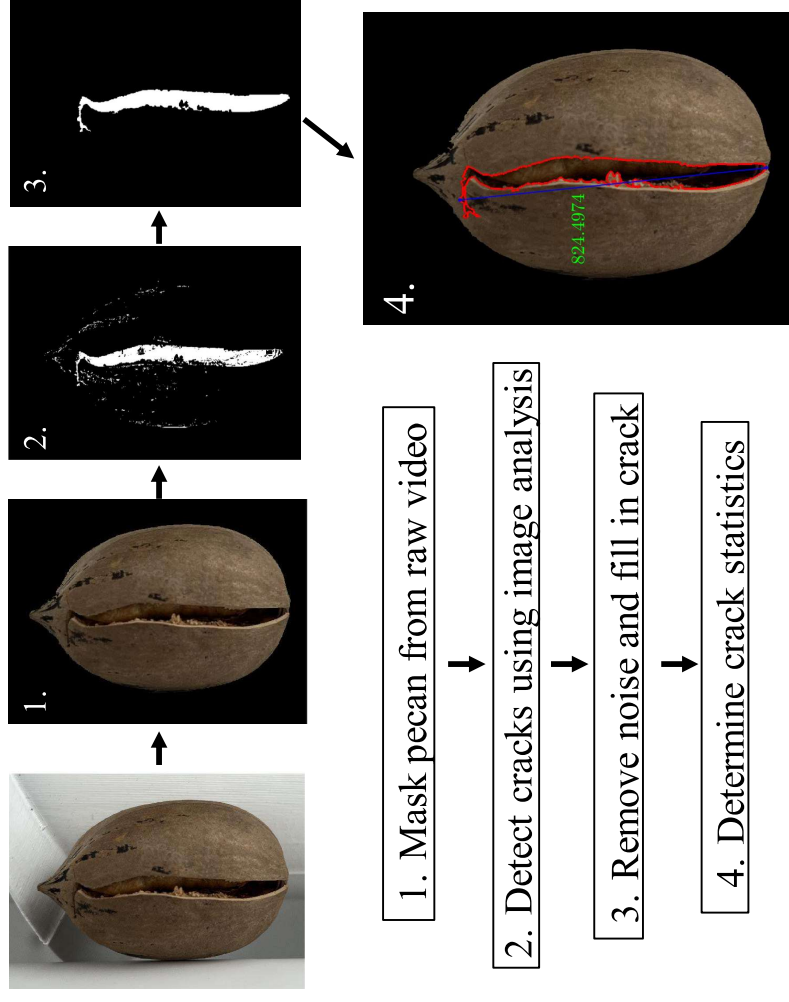 1.
2.
3.
4.
824.4974
1. Mask pecan from raw video
2. Detect cracks using image analysis
3. Remove noise and fill in crack
4. Determine crack statistics